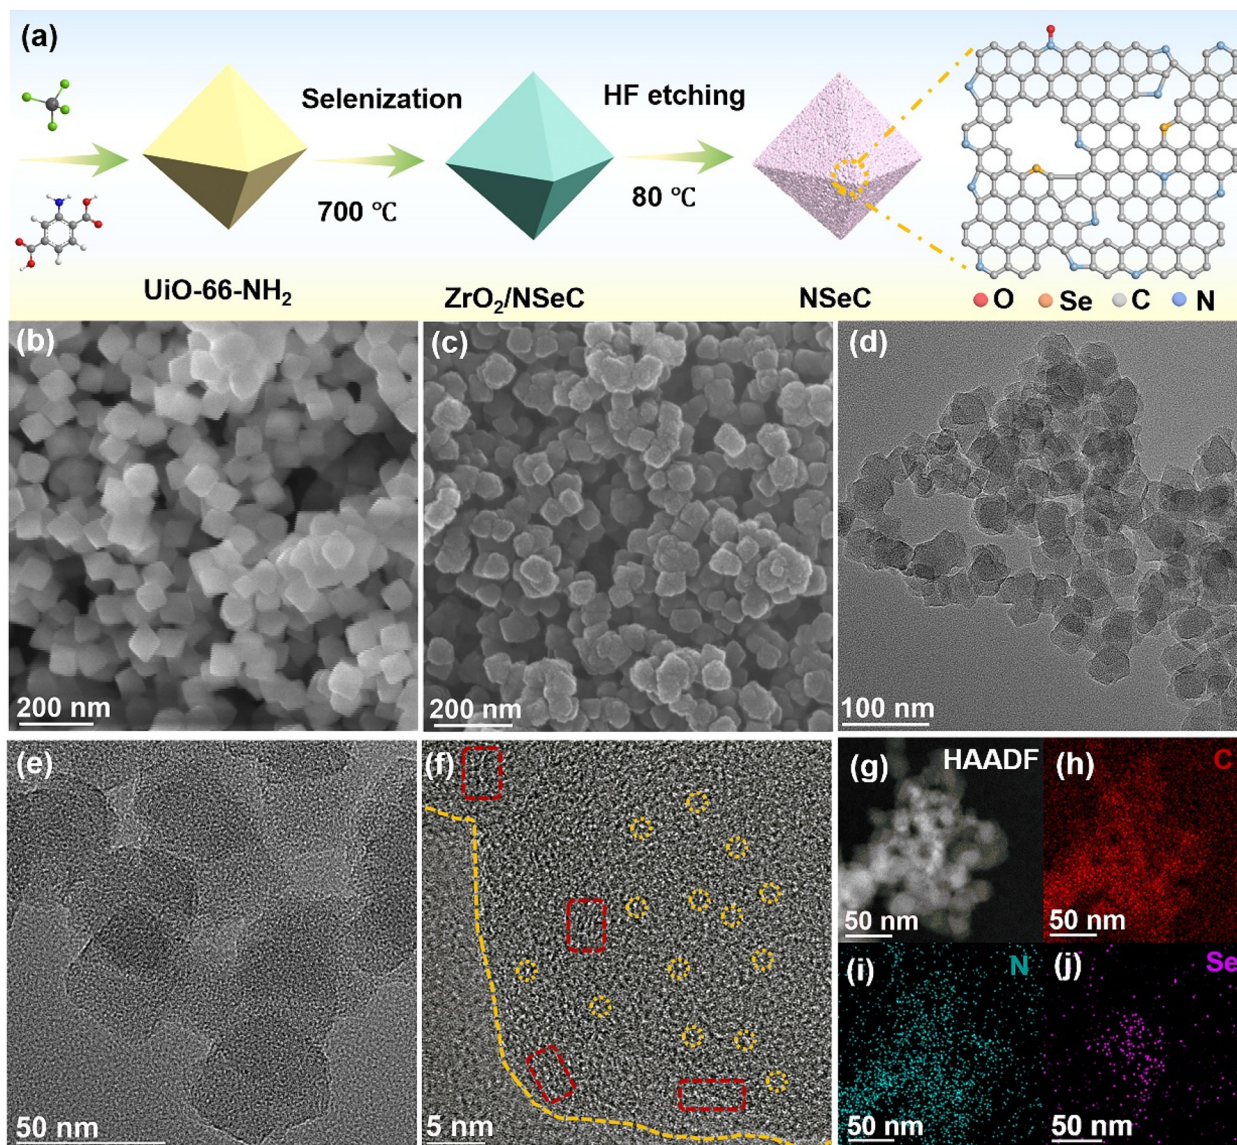 (a)
Selenization
HF etching
700 ℃
80 ℃
UiO-66-NH₂
ZrO₂/NSeC
NSeC
O Se C N
(b)
200 nm
(c)
200 nm
(d)
100 nm
(e)
50 nm
(f)
5 nm
(g) HAADF
50 nm
(h) C
50 nm
(i) N
50 nm
(j) Se
50 nm